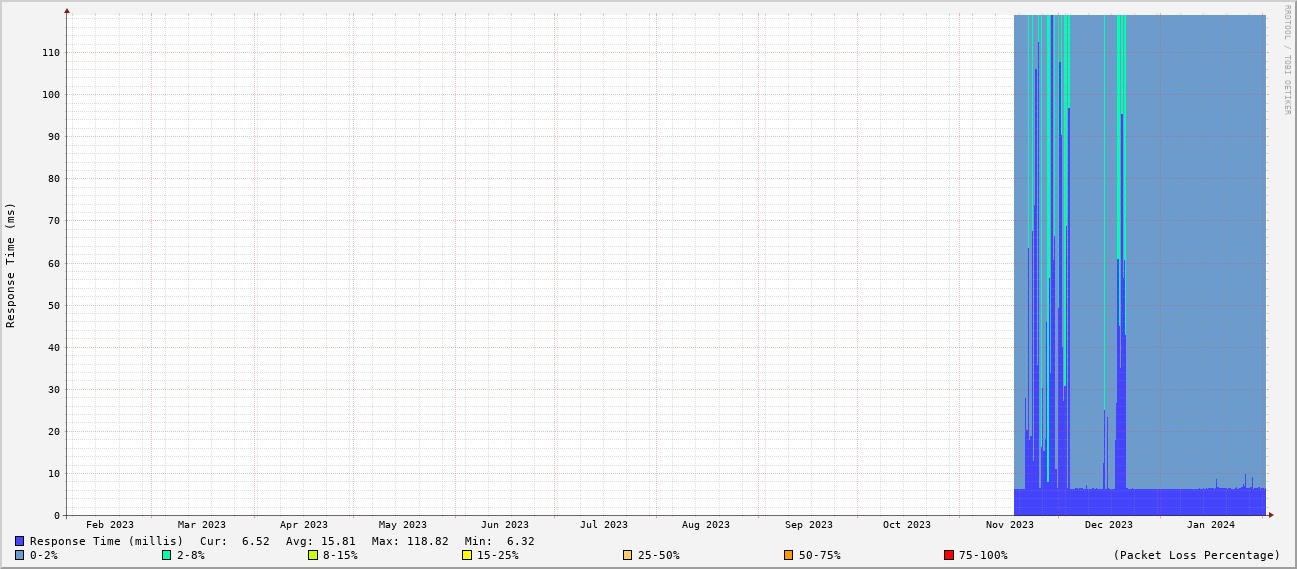 RRDTOOL / TOBI OETIKER
Response Time (ms)
110
100
90
80
70
60
50
40
30
20
10
0
Feb 2023 Mar 2023 Apr 2023 May 2023 Jun 2023 Jul 2023 Aug 2023 Sep 2023 Oct 2023 Nov 2023 Dec 2023 Jan 2024
Response Time (millis) Cur: 6.52 Avg: 15.81 Max: 118.82 Min: 6.32
0-2% 2-8% 8-15% 15-25% 25-50% 50-75% 75-100% (Packet Loss Percentage)